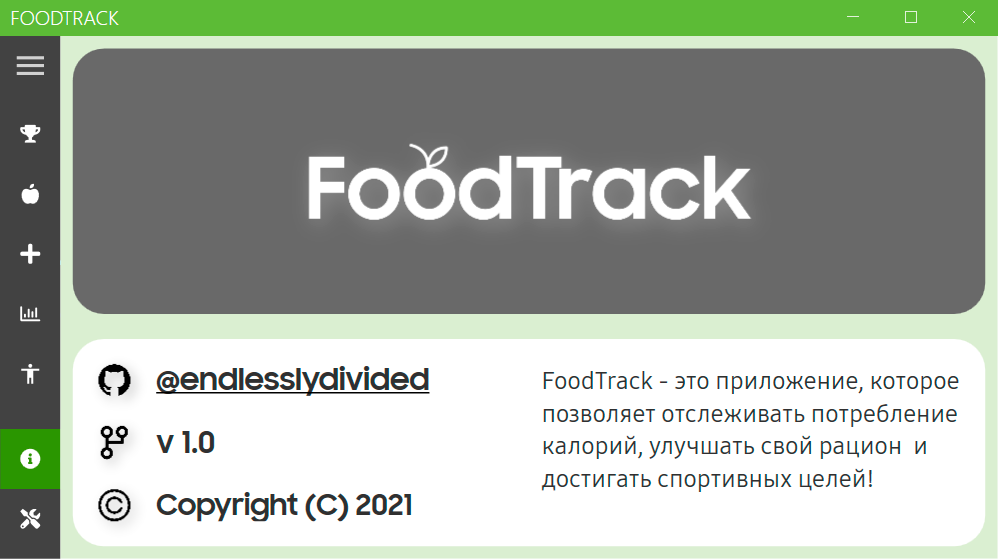 FOODTRACK
FoodTrack
@endlesslydivided
v 1.0
Copyright (C) 2021
FoodTrack - это приложение, которое
позволяет отслеживать потребление
калорий, улучшать свой рацион и
достигать спортивных целей!